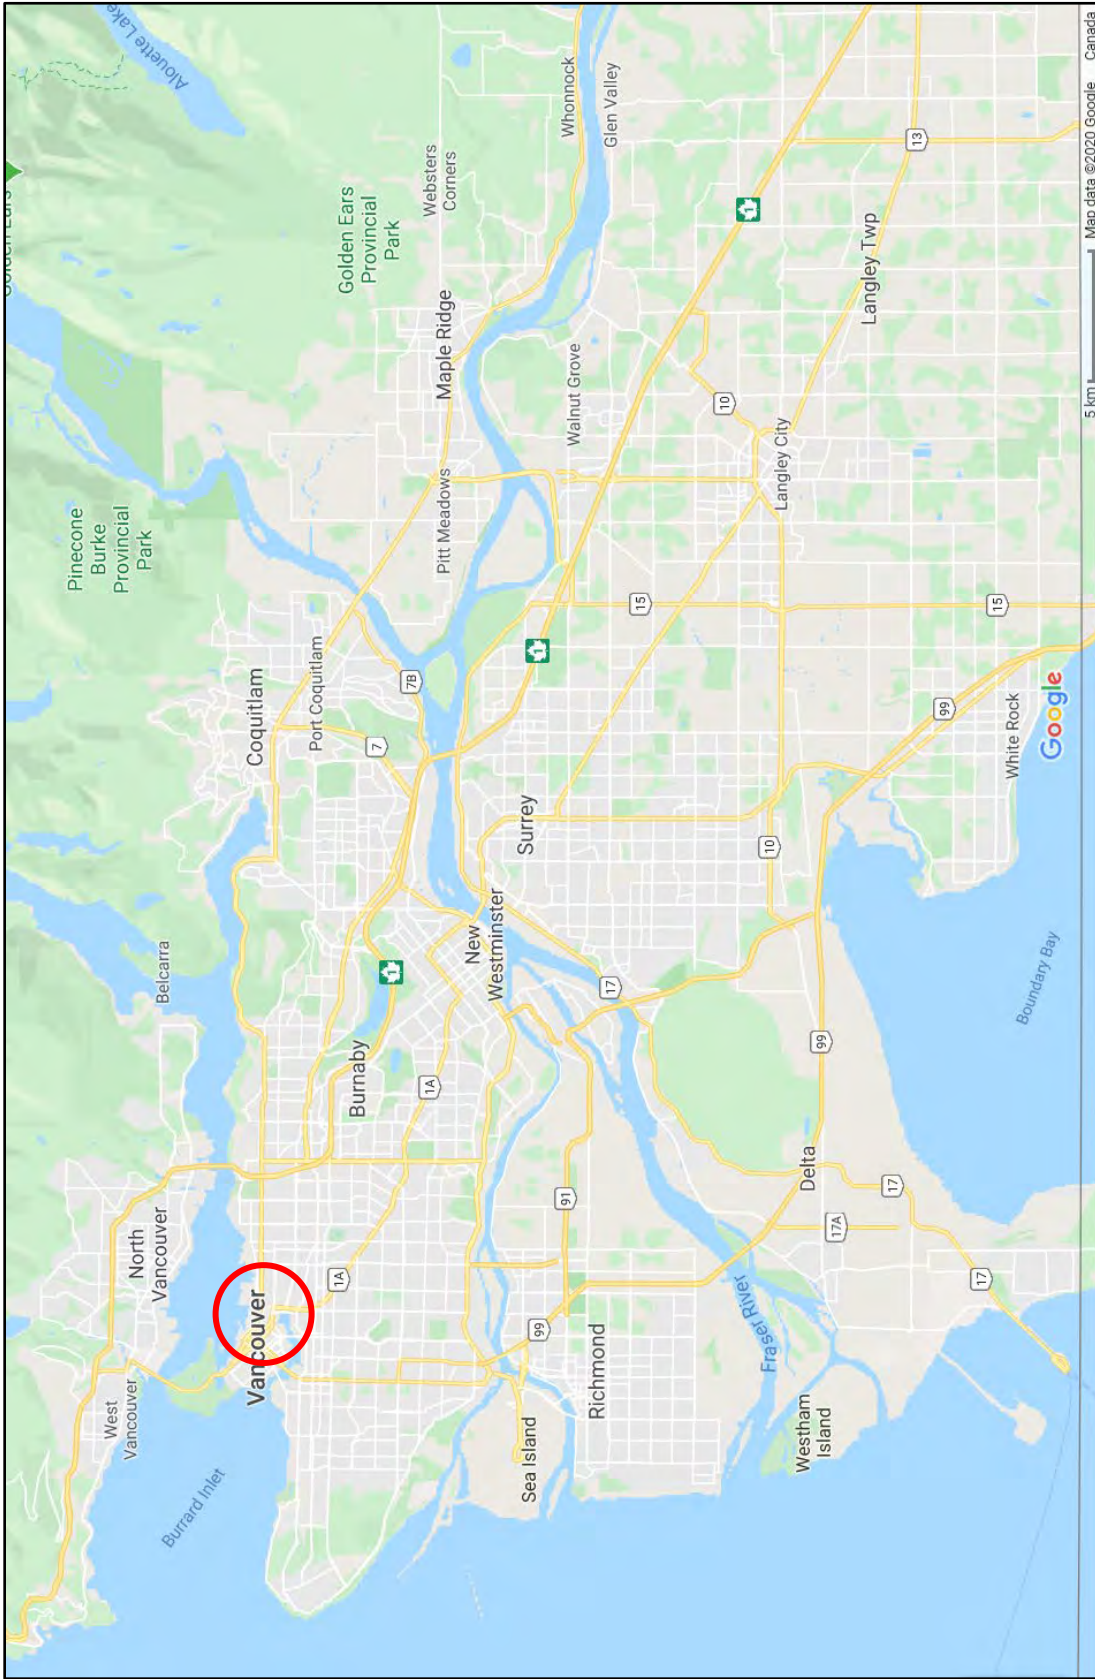 Pinecone
Burke
Provincial
Park
Alouette Lake
West
Vancouver
North
Vancouver
Belcarra
Burrard Inlet
Vancouver
Coquitlam
Port Coquitlam
Golden Ears
Provincial
Park
Websters
Corners
1A
Burnaby
1
7
7B
1A
Pitt Meadows
Maple Ridge
New
Westminster
Sea Island
99
Surrey
1
Whonnock
Walnut Grove
Glen Valley
Richmond
91
17
15
Fraser River
1
10
Westham
Island
Delta
17A
99
10
Langley City
Langley Twp
17
13
99
17
15
White Rock
Boundary Bay
Google
5 km
Map data ©2020 Google
Canada